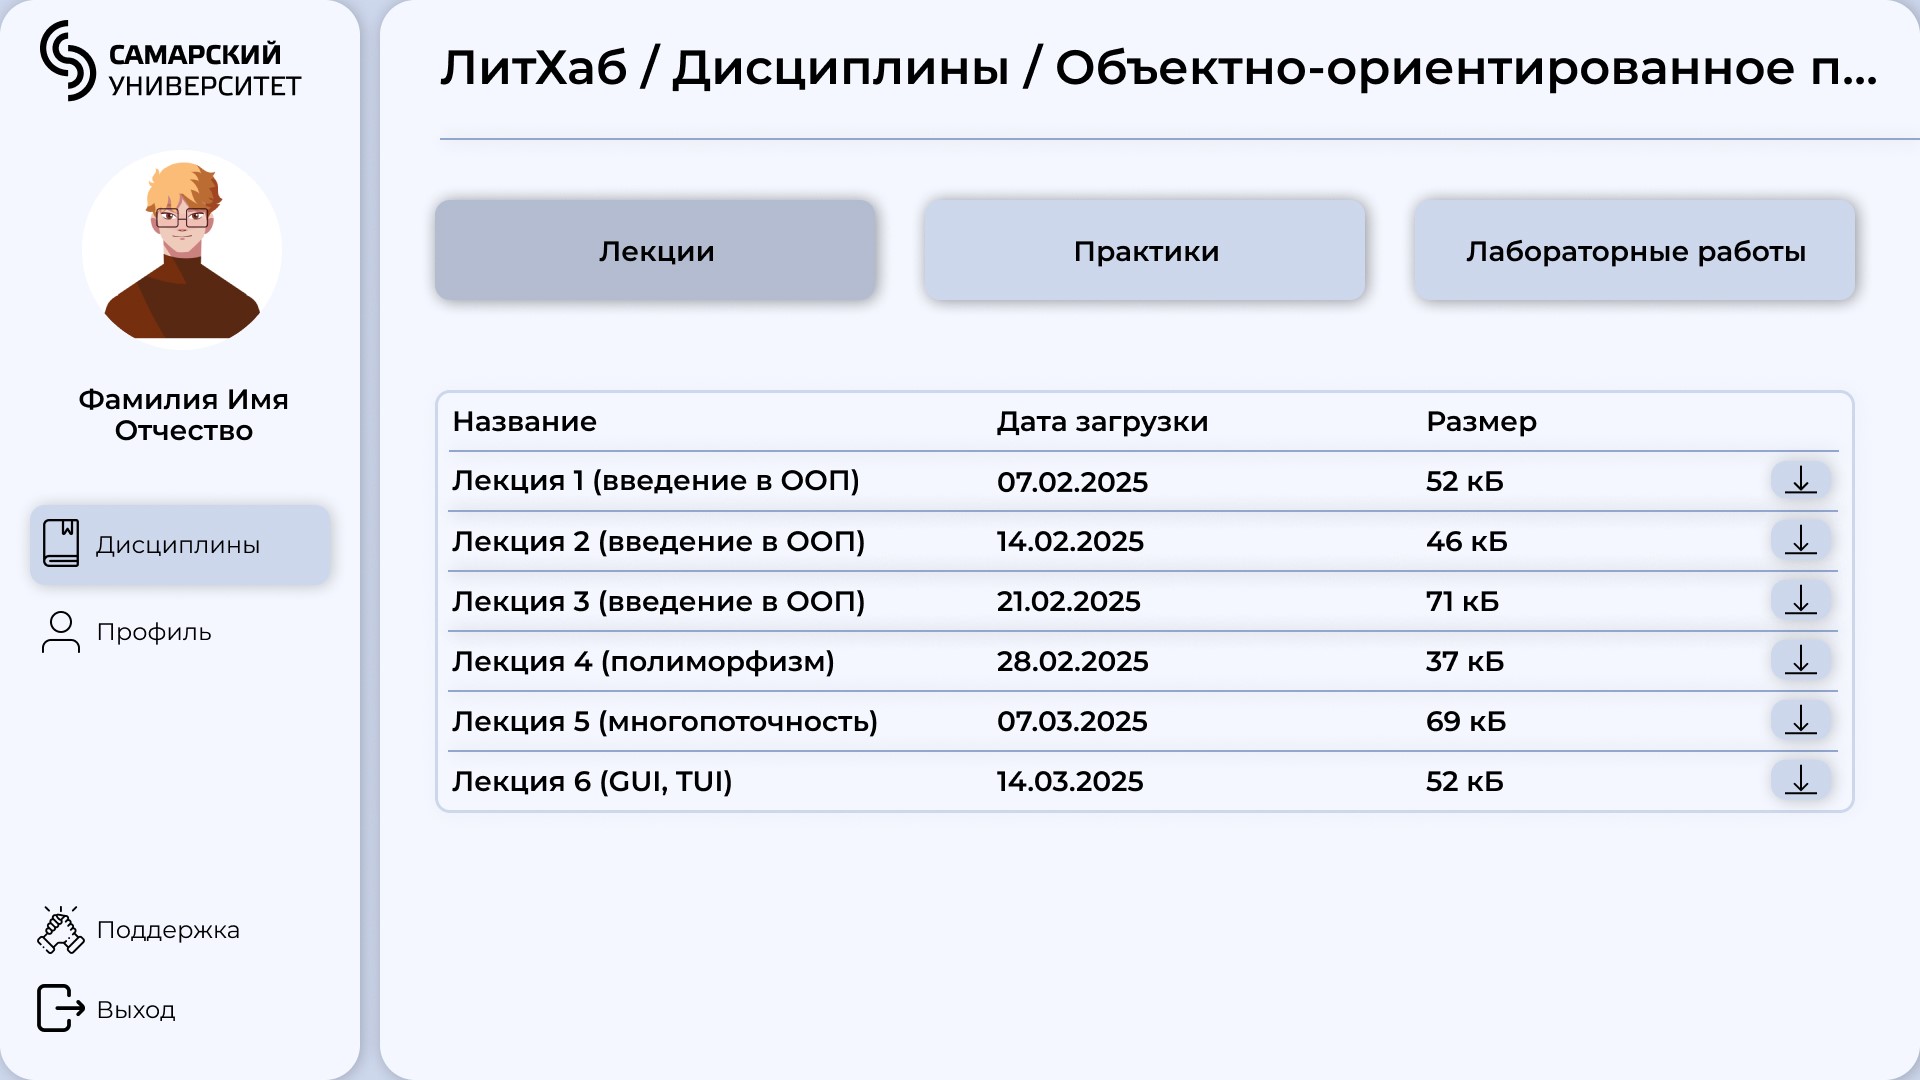 САМАРСКИЙ
УНИВЕРСИТЕТ
Фамилия Имя
Отчество
Дисциплины
Профиль
Поддержка
Выход
ЛитХаб / Дисциплины / Объектно-ориентированное п...
Лекции
Практики
Лабораторные работы
Название Дата загрузки Размер
Лекция 1 (введение в ООП) 07.02.2025 52 кБ
Лекция 2 (введение в ООП) 14.02.2025 46 кБ
Лекция 3 (введение в ООП) 21.02.2025 71 кБ
Лекция 4 (полиморфизм) 28.02.2025 37 кБ
Лекция 5 (многопоточность) 07.03.2025 69 кБ
Лекция 6 (GUI, TUI) 14.03.2025 52 кБ